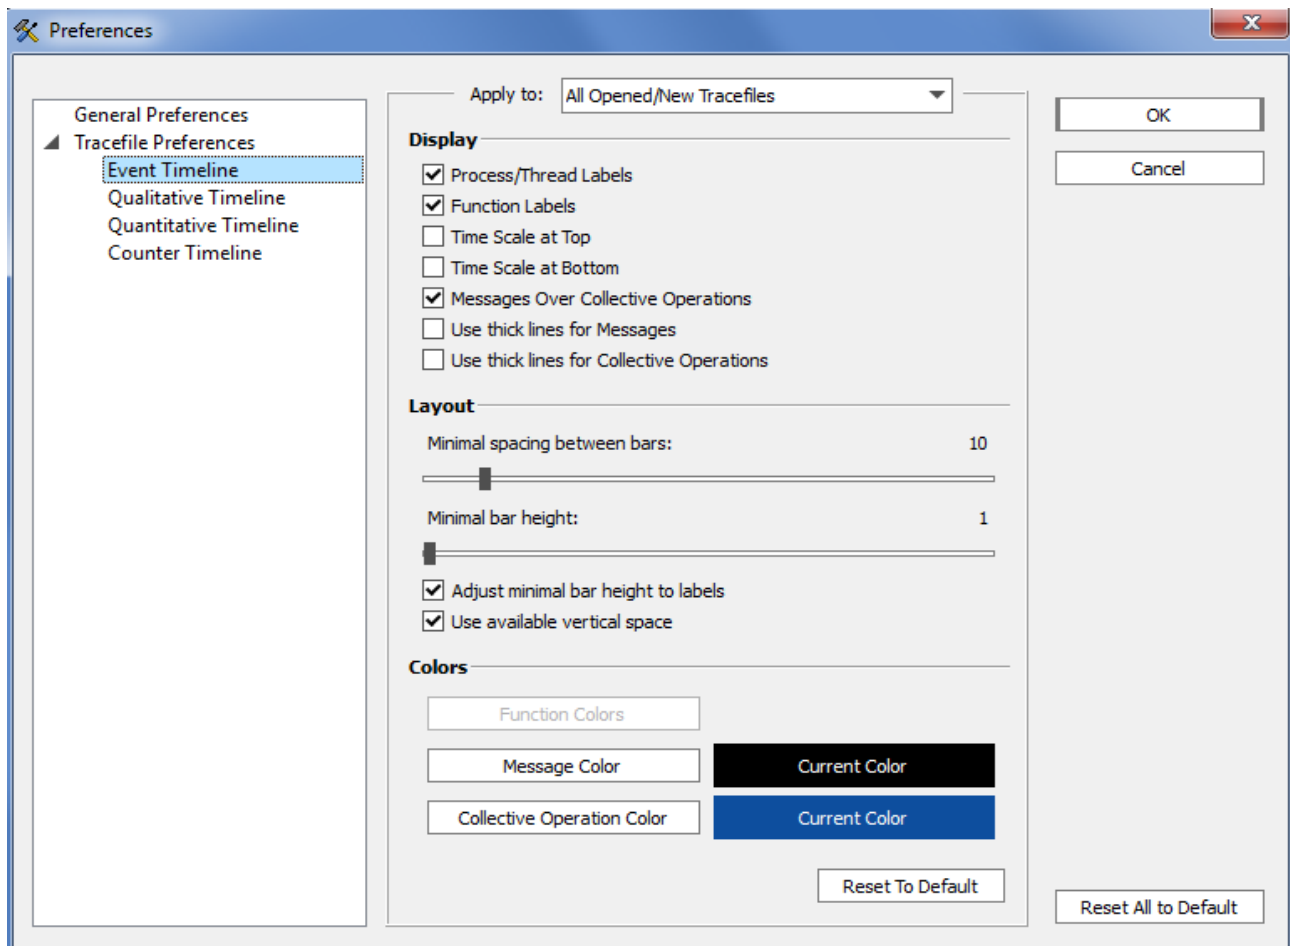 Preferences
General Preferences
Tracefile Preferences
Event Timeline
Qualitative Timeline
Quantitative Timeline
Counter Timeline
Apply to: All Opened/New Tracefiles
Display
Process/Thread Labels
Function Labels
Time Scale at Top
Time Scale at Bottom
Messages Over Collective Operations
Use thick lines for Messages
Use thick lines for Collective Operations
Layout
Minimal spacing between bars: 10
Minimal bar height: 1
Adjust minimal bar height to labels
Use available vertical space
Colors
Function Colors
Message Color Current Color
Collective Operation Color Current Color
Reset To Default
OK
Cancel
Reset All to Default